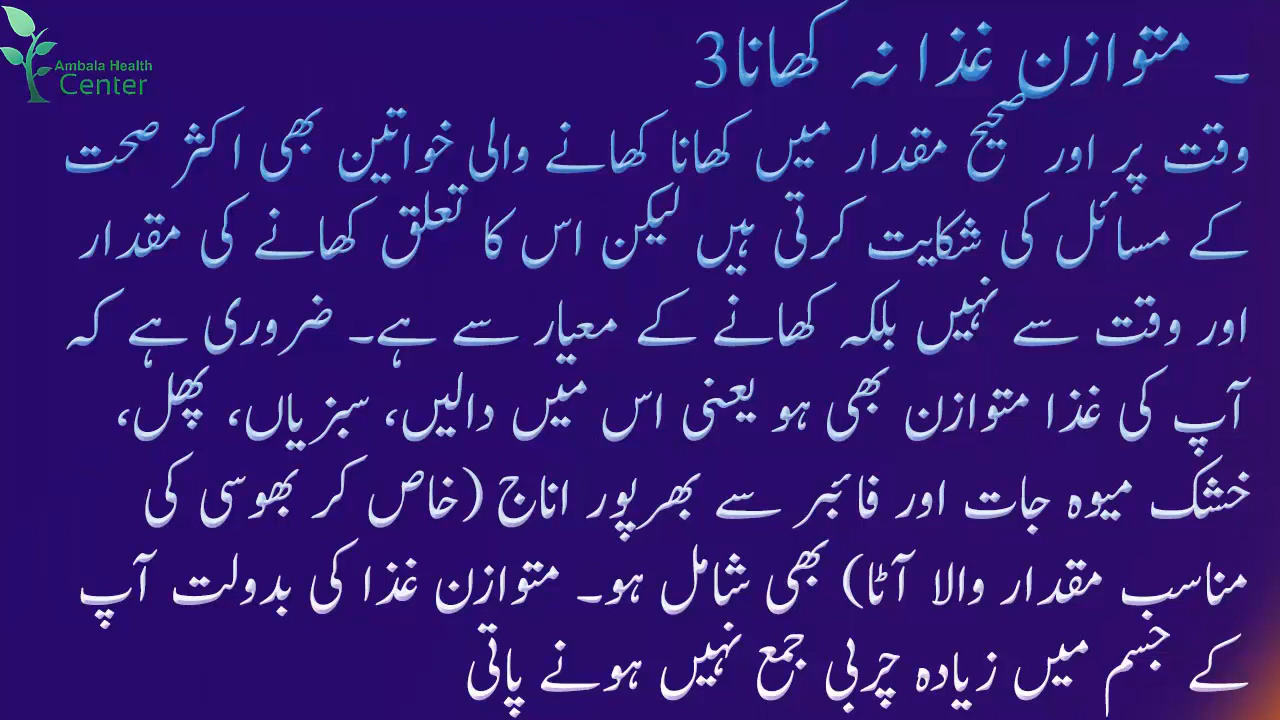 Ambala Health
Center
3۔ متوازن غذا نہ کھانا
وقت پر اور صحیح مقدار میں کھانا کھانے والی خواتین بھی اکثر صحت
کے مسائل کی شکایت کرتی ہیں لیکن اس کا تعلق کھانے کی مقدار
اور وقت سے نہیں بلکہ کھانے کے معیار سے ہے۔ ضروری ہے کہ
آپ کی غذا متوازن بھی ہو یعنی اس میں دالیں، سبزیاں، پھل،
خشک میوہ جات اور فائبر سے بھرپور اناج (خاص کر بھوسی کی
مناسب مقدار والا آٹا) بھی شامل ہو۔ متوازن غذا کی بدولت آپ
کے جسم میں زیادہ چربی جمع نہیں ہونے پاتی